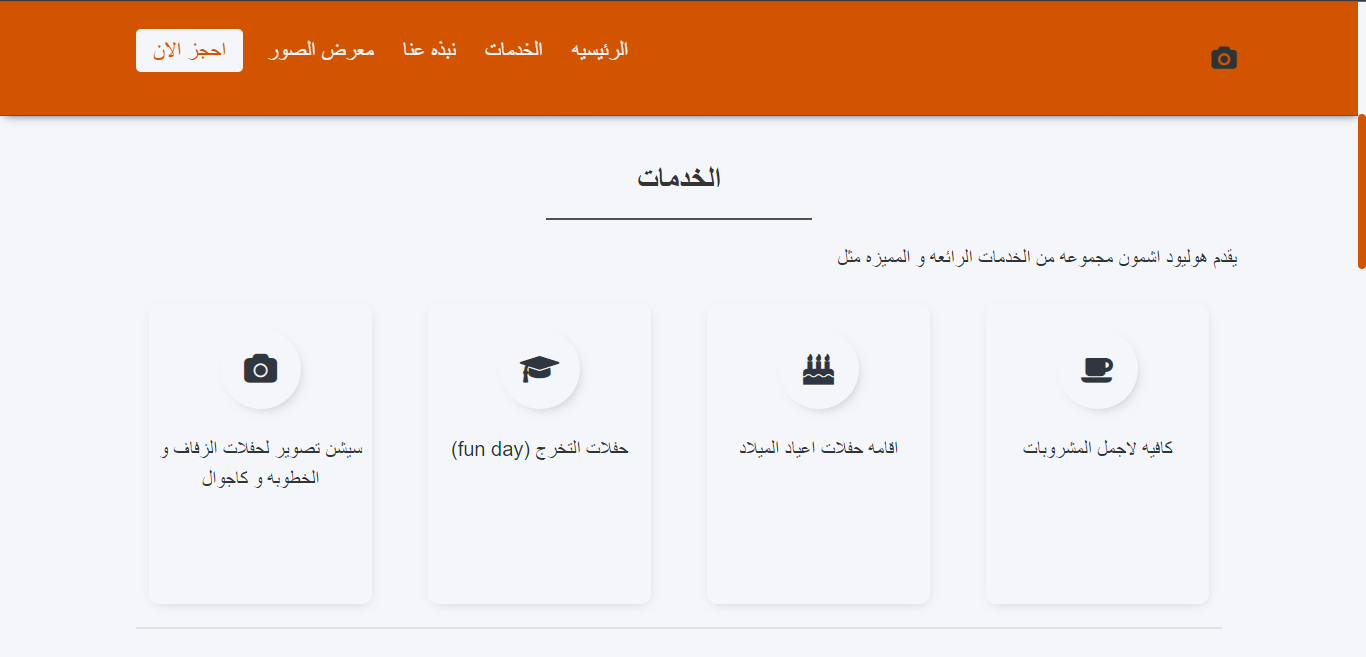 الرئيسيه
الخدمات
نبذه عنا
معرض الصور
احجز الان
الخدمات
يقدم هوليود اشمون مجموعه من الخدمات الرائعه و المميزه مثل
كافيه لاجمل المشروبات
اقامه حفلات اعياد الميلاد
حفلات التخرج (fun day)
سيشن تصوير لحفلات الزفاف و
الخطوبه و كاجوال